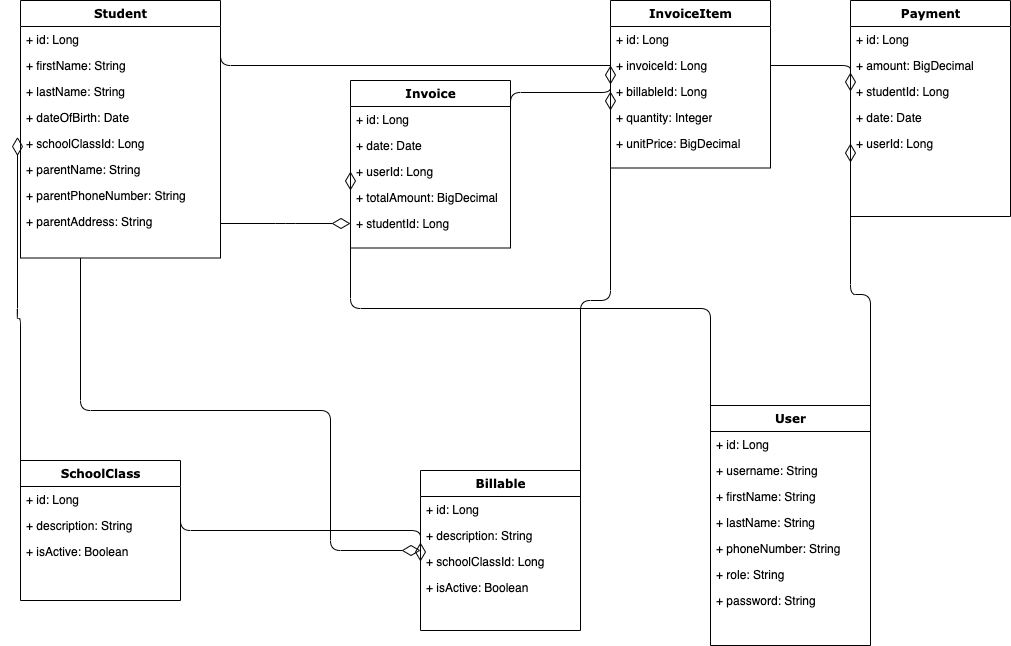 Student
+ id: Long
+ firstName: String
+ lastName: String
+ dateOfBirth: Date
+ schoolClassId: Long
+ parentName: String
+ parentPhoneNumber: String
+ parentAddress: String
Invoice
+ id: Long
+ date: Date
+ userId: Long
+ totalAmount: BigDecimal
+ studentId: Long
InvoiceItem
+ id: Long
+ invoiceId: Long
+ billableId: Long
+ quantity: Integer
+ unitPrice: BigDecimal
Payment
+ id: Long
+ amount: BigDecimal
+ studentId: Long
+ date: Date
+ userId: Long
SchoolClass
+ id: Long
+ description: String
+ isActive: Boolean
Billable
+ id: Long
+ description: String
+ schoolClassId: Long
+ isActive: Boolean
User
+ id: Long
+ username: String
+ firstName: String
+ lastName: String
+ phoneNumber: String
+ role: String
+ password: String